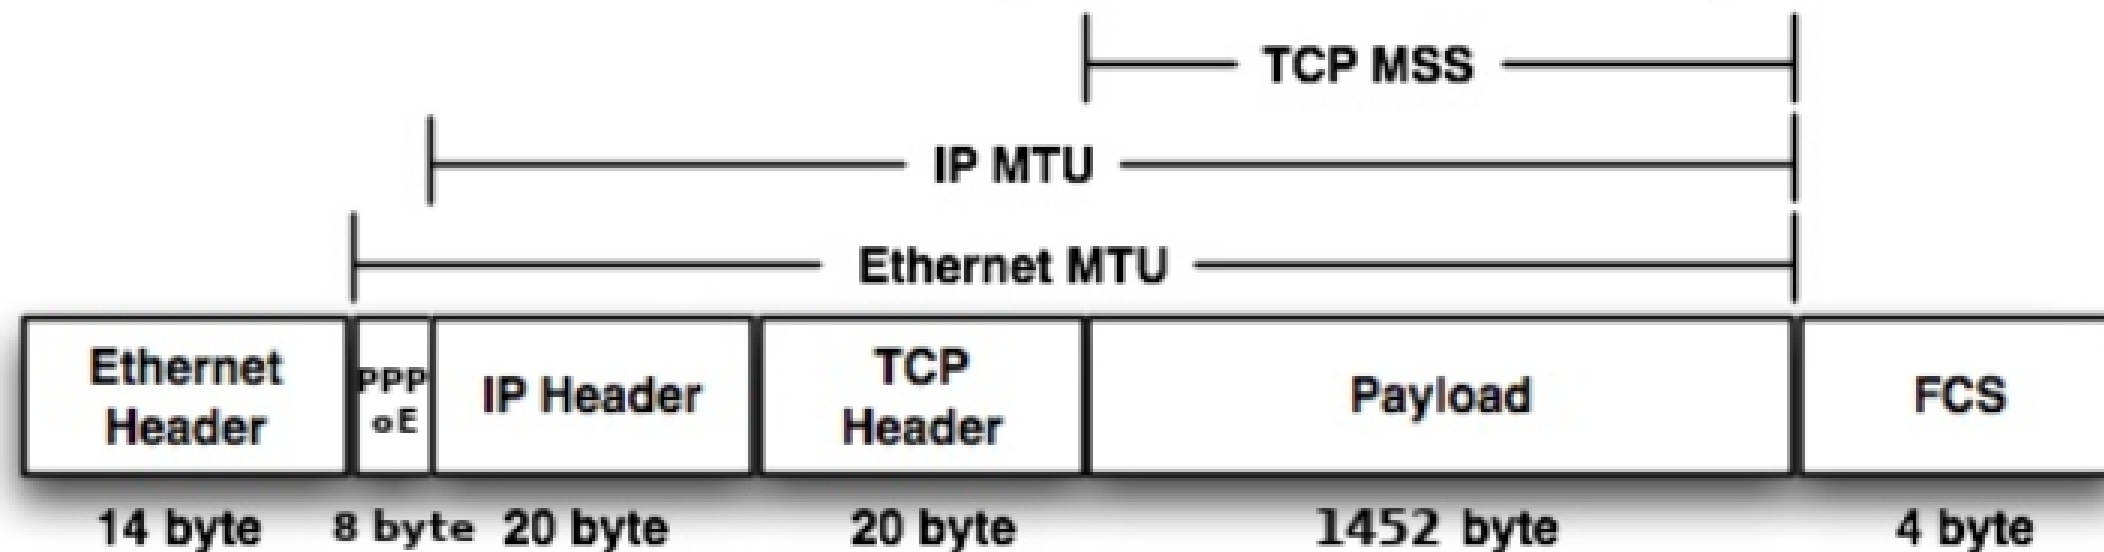 TCP MSS
IP MTU
Ethernet MTU
Ethernet
Header
PPP
oE
IP Header
TCP
Header
Payload
FCS
14 byte 8 byte 20 byte 20 byte 1452 byte 4 byte